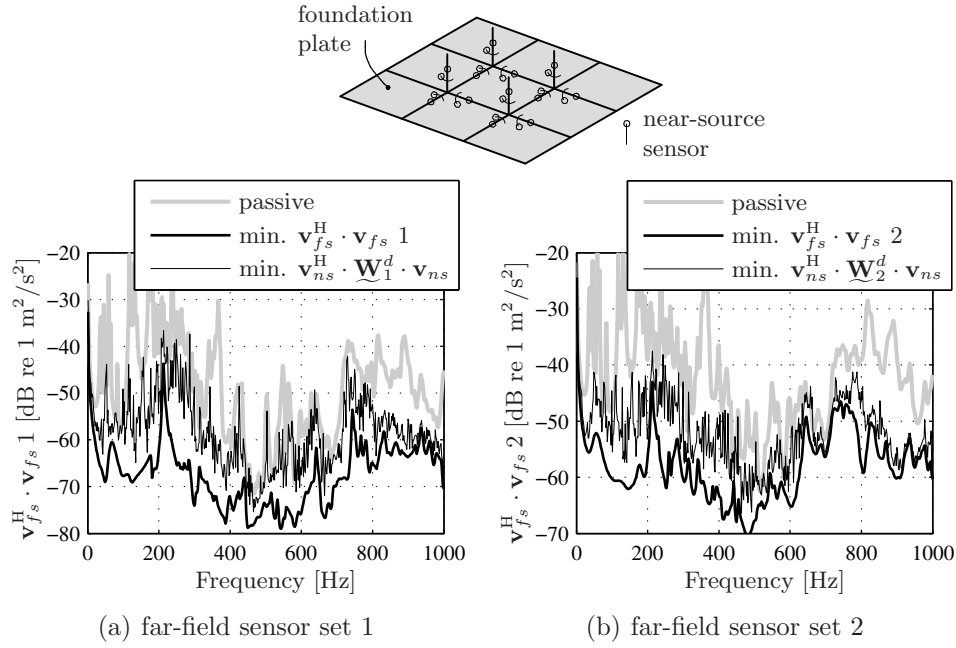 foundation
plate
near-source
sensor
passive
min. v_fs^H · v_fs 1
min. v_ns^H · W̰_1^d · v_ns
v_fs^H · v_fs 1 [dB re 1 m²/s²]
−20
−30
−40
−50
−60
−70
−80
0 200 400 600 800 1000
Frequency [Hz]
(a) far-field sensor set 1
passive
min. v_fs^H · v_fs 2
min. v_ns^H · W̰_2^d · v_ns
v_fs^H · v_fs 2 [dB re 1 m²/s²]
−20
−30
−40
−50
−60
−70
0 200 400 600 800 1000
Frequency [Hz]
(b) far-field sensor set 2